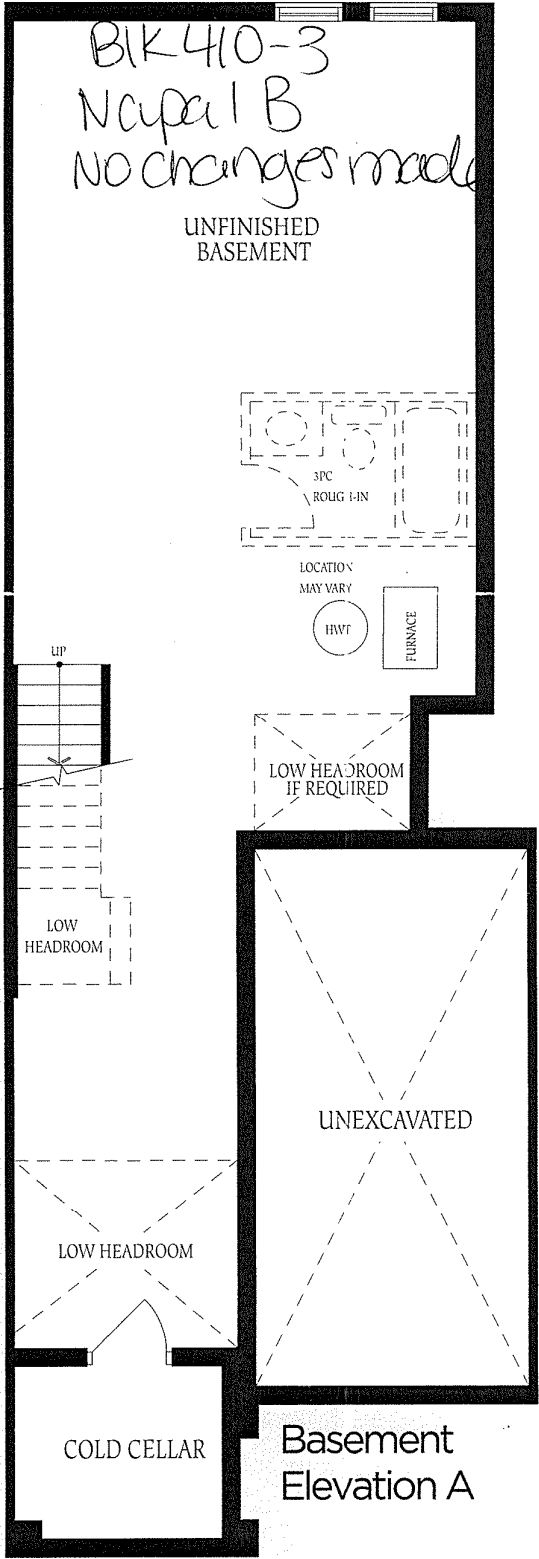 Blk 410-3
Napa 1 B
No changes made
UNFINISHED
BASEMENT
3PC
ROUGH-IN
LOCATION
MAY VARY
HWT
FURNACE
UP
LOW HEADROOM
IF REQUIRED
LOW
HEADROOM
UNEXCAVATED
LOW HEADROOM
COLD CELLAR
Basement
Elevation A